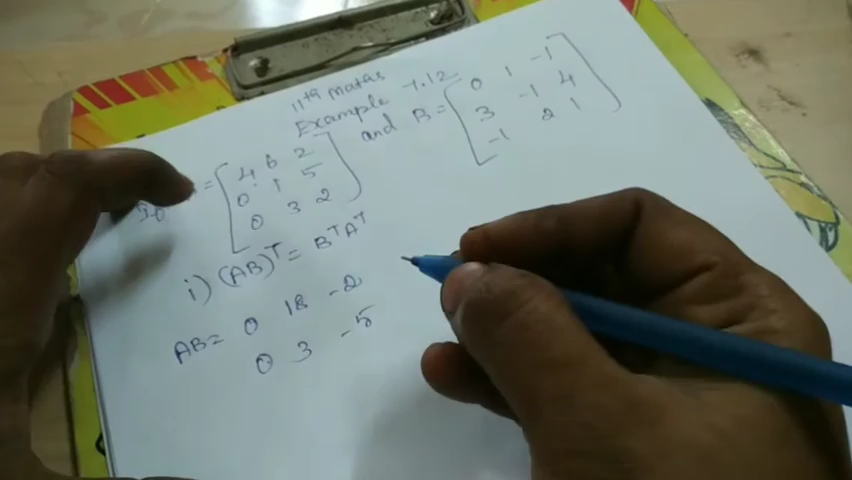 11th Maths
Example 7.12
If = [4 6 2 and B = [0 1 -1
0 1 5 3 -1 4
0 3 2] -1 2 1]
i) (AB)ᵀ = BᵀAᵀ
AB = 0 18 -2
0 3 -5